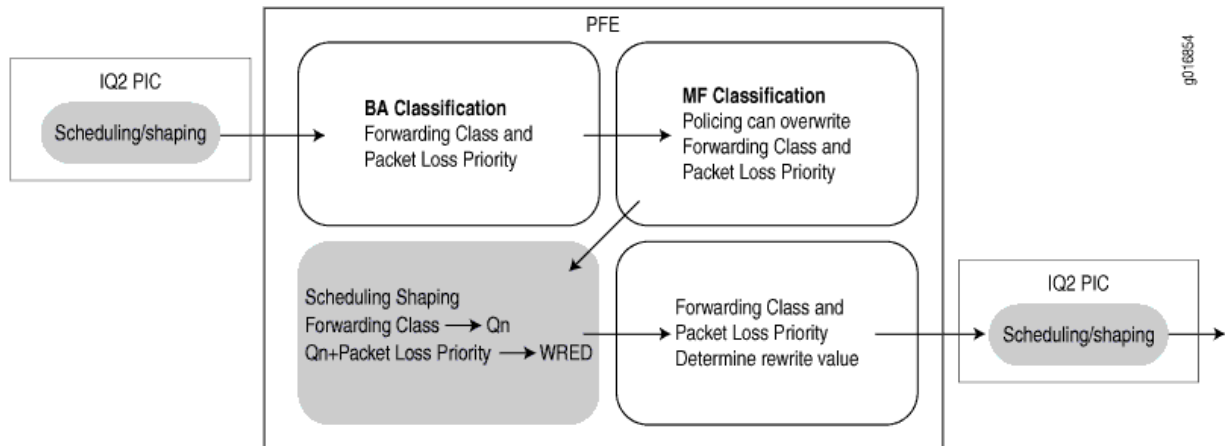 PFE
g016854
IQ2 PIC
Scheduling/shaping
BA Classification
Forwarding Class and
Packet Loss Priority
MF Classification
Policing can overwrite
Forwarding Class and
Packet Loss Priority
Scheduling Shaping
Forwarding Class → Qn
Qn+Packet Loss Priority → WRED
Forwarding Class and
Packet Loss Priority
Determine rewrite value
IQ2 PIC
Scheduling/shaping